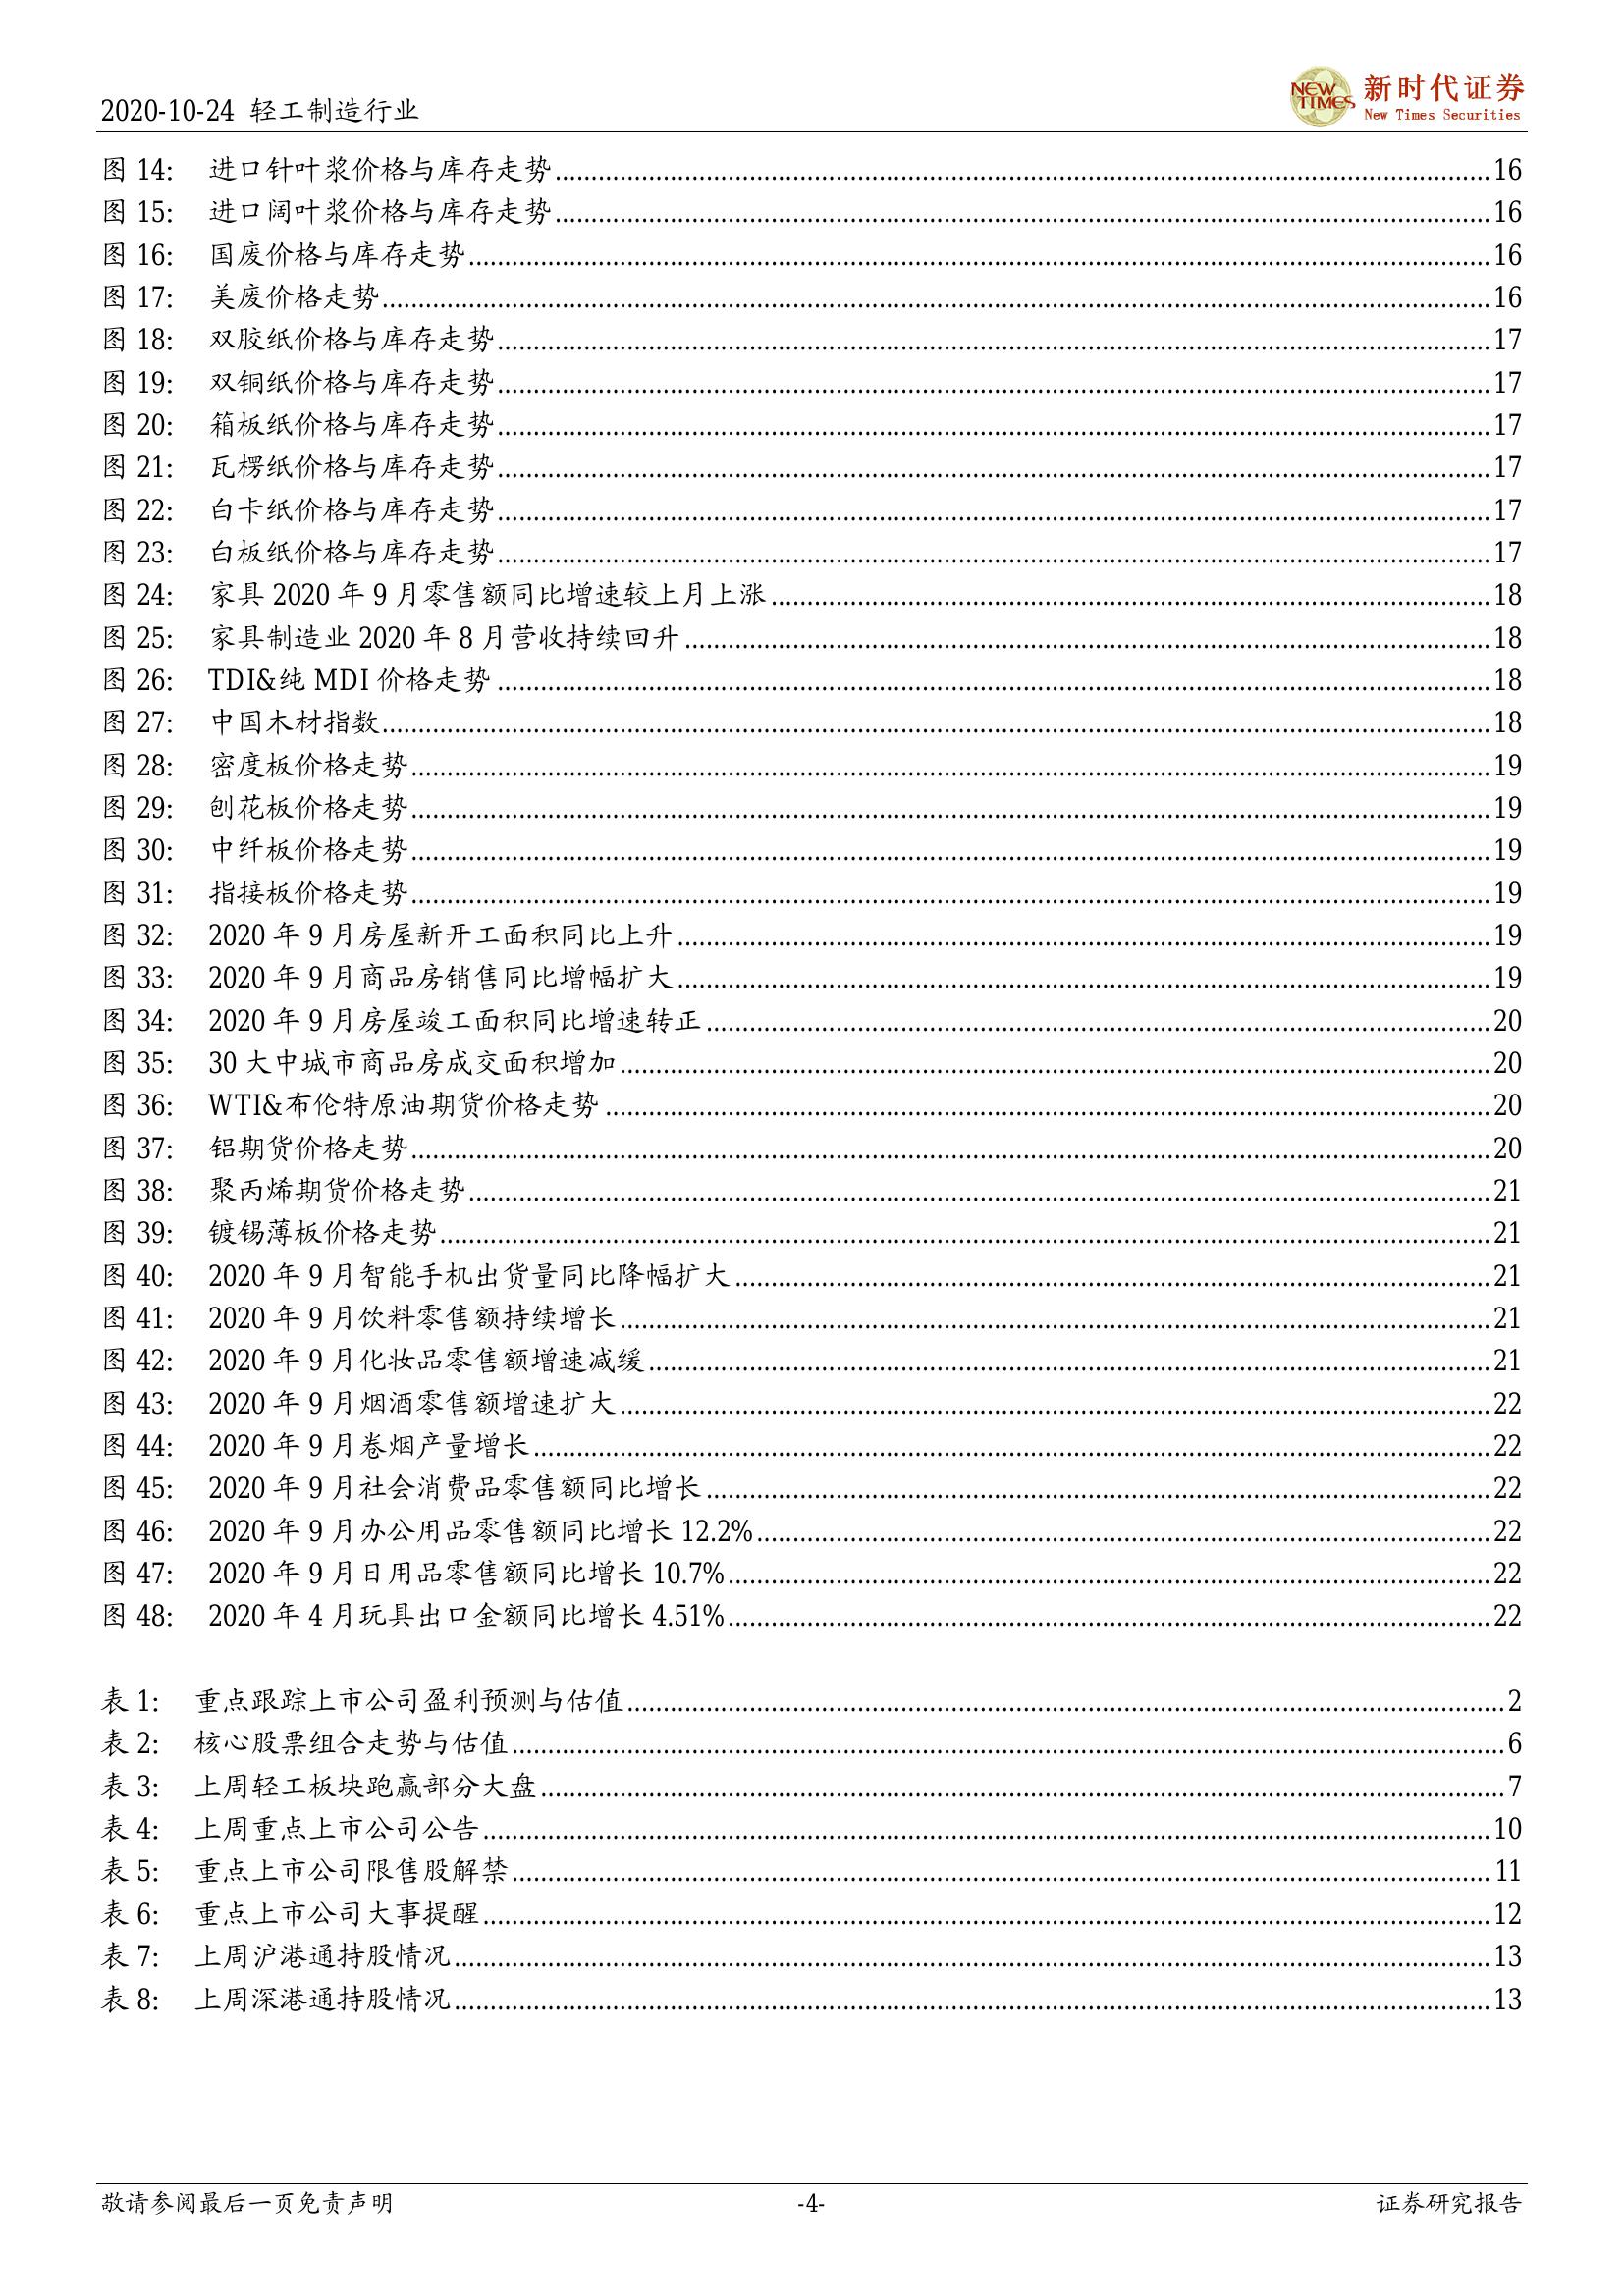 2020-10-24 轻工制造行业
NEW TIMES 新时代证券
New Times Securities
图 14: 进口针叶浆价格与库存走势 16
图 15: 进口阔叶浆价格与库存走势 16
图 16: 国废价格与库存走势 16
图 17: 美废价格走势 16
图 18: 双胶纸价格与库存走势 17
图 19: 双铜纸价格与库存走势 17
图 20: 箱板纸价格与库存走势 17
图 21: 瓦楞纸价格与库存走势 17
图 22: 白卡纸价格与库存走势 17
图 23: 白板纸价格与库存走势 17
图 24: 家具 2020 年 9 月零售额同比增速较上月上涨 18
图 25: 家具制造业 2020 年 8 月营收持续回升 18
图 26: TDI&纯 MDI 价格走势 18
图 27: 中国木材指数 18
图 28: 密度板价格走势 19
图 29: 刨花板价格走势 19
图 30: 中纤板价格走势 19
图 31: 指接板价格走势 19
图 32: 2020 年 9 月房屋新开工面积同比上升 19
图 33: 2020 年 9 月商品房销售同比增幅扩大 19
图 34: 2020 年 9 月房屋竣工面积同比增速转正 20
图 35: 30 大中城市商品房成交面积增加 20
图 36: WTI&布伦特原油期货价格走势 20
图 37: 铝期货价格走势 20
图 38: 聚丙烯期货价格走势 21
图 39: 镀锡薄板价格走势 21
图 40: 2020 年 9 月智能手机出货量同比降幅扩大 21
图 41: 2020 年 9 月饮料零售额持续增长 21
图 42: 2020 年 9 月化妆品零售额增速减缓 21
图 43: 2020 年 9 月烟酒零售额增速扩大 22
图 44: 2020 年 9 月卷烟产量增长 22
图 45: 2020 年 9 月社会消费品零售额同比增长 22
图 46: 2020 年 9 月办公用品零售额同比增长 12.2% 22
图 47: 2020 年 9 月日用品零售额同比增长 10.7% 22
图 48: 2020 年 4 月玩具出口金额同比增长 4.51% 22
表 1: 重点跟踪上市公司盈利预测与估值 2
表 2: 核心股票组合走势与估值 6
表 3: 上周轻工板块跑赢部分大盘 7
表 4: 上周重点上市公司公告 10
表 5: 重点上市公司限售股解禁 11
表 6: 重点上市公司大事提醒 12
表 7: 上周沪港通持股情况 13
表 8: 上周深港通持股情况 13
敬请参阅最后一页免责声明 -4- 证券研究报告